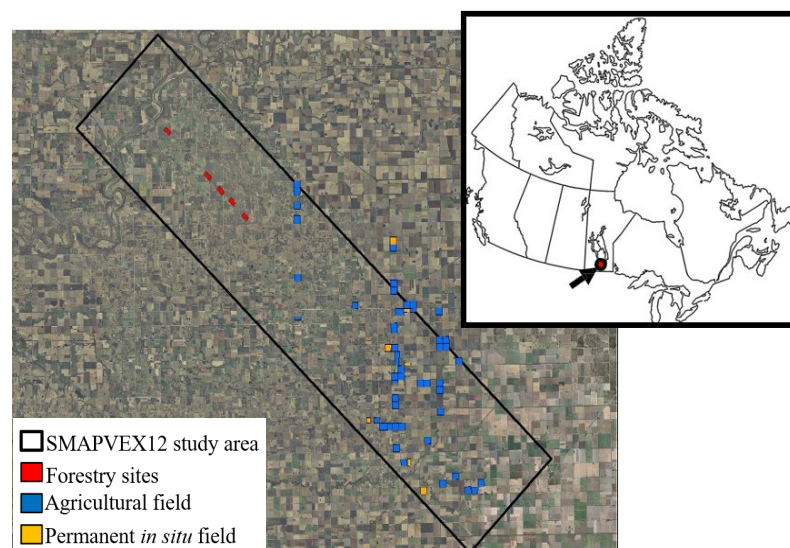 SMAPVEX12 study area
Forestry sites
Agricultural field
Permanent in situ field